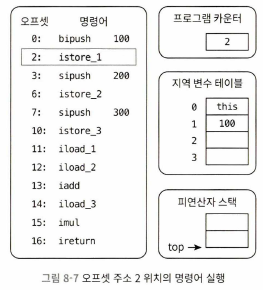 오프셋 명령어
0: bipush 100
2: istore_1
3: sipush 200
6: istore_2
7: sipush 300
10: istore_3
11: iload_1
12: iload_2
13: iadd
14: iload_3
15: imul
16: ireturn
프로그램 카운터
2
지역 변수 테이블
0 this
1 100
2
3
피연산자 스택
top
그림 8-7 오프셋 주소 2 위치의 명령어 실행